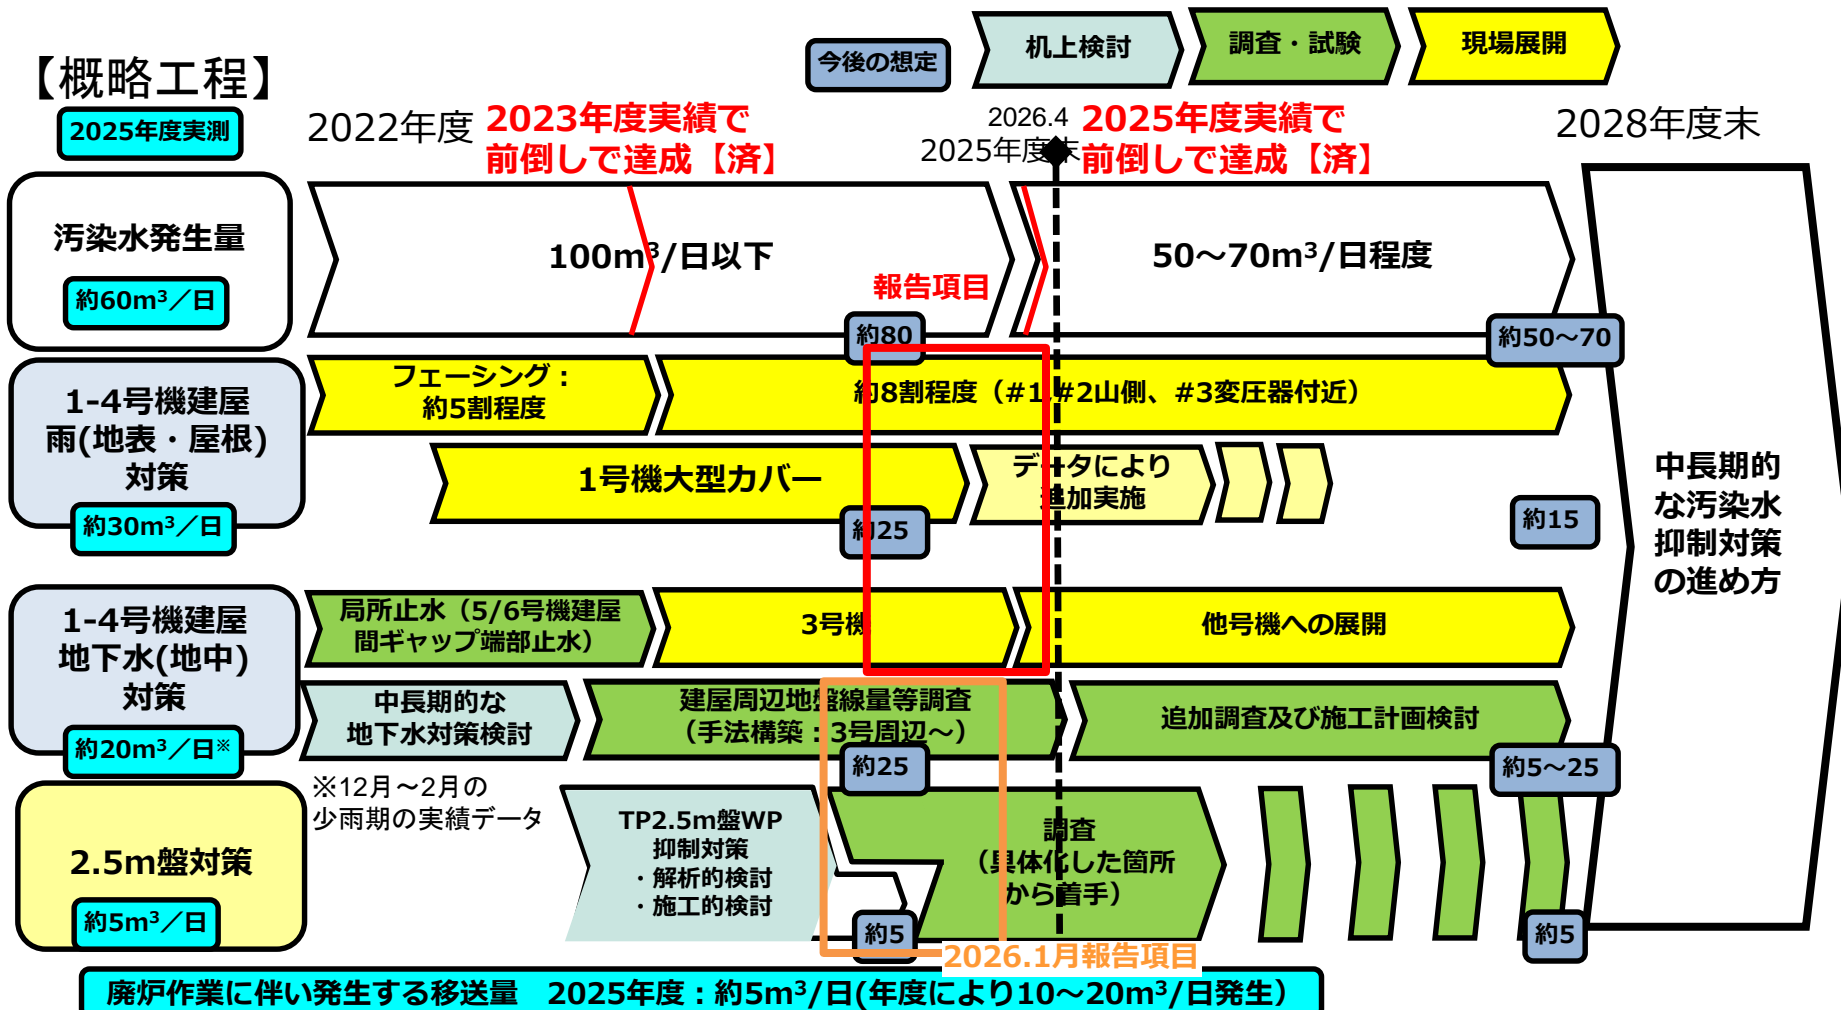 今後の想定
机上検討
調査・試験
現場展開
【概略工程】
2025年度実測
2022年度
2023年度実績で
前倒しで達成【済】
2026.4
2025年度末
2025年度実績で
前倒しで達成【済】
2028年度末
汚染水発生量
約60m³／日
100m³/日以下
報告項目
約80
50～70m³/日程度
約50～70
1-4号機建屋
雨(地表・屋根)
対策
約30m³／日
フェーシング：
約5割程度
約8割程度（#1,#2山側、#3変圧器付近）
1号機大型カバー
約25
データにより
追加実施
約15
中長期的
な汚染水
抑制対策
の進め方
1-4号機建屋
地下水(地中)
対策
約20m³／日※
局所止水（5/6号機建屋
間ギャップ端部止水）
3号機
他号機への展開
中長期的な
地下水対策検討
建屋周辺地盤線量等調査
（手法構築：3号周辺～）
約25
追加調査及び施工計画検討
約5～25
※12月～2月の
少雨期の実績データ
2.5m盤対策
約5m³／日
TP2.5m盤WP
抑制対策
・解析的検討
・施工的検討
約5
調査
（具体化した箇所
から着手）
約5
2026.1月報告項目
廃炉作業に伴い発生する移送量　2025年度：約5m³/日(年度により10～20m³/日発生）